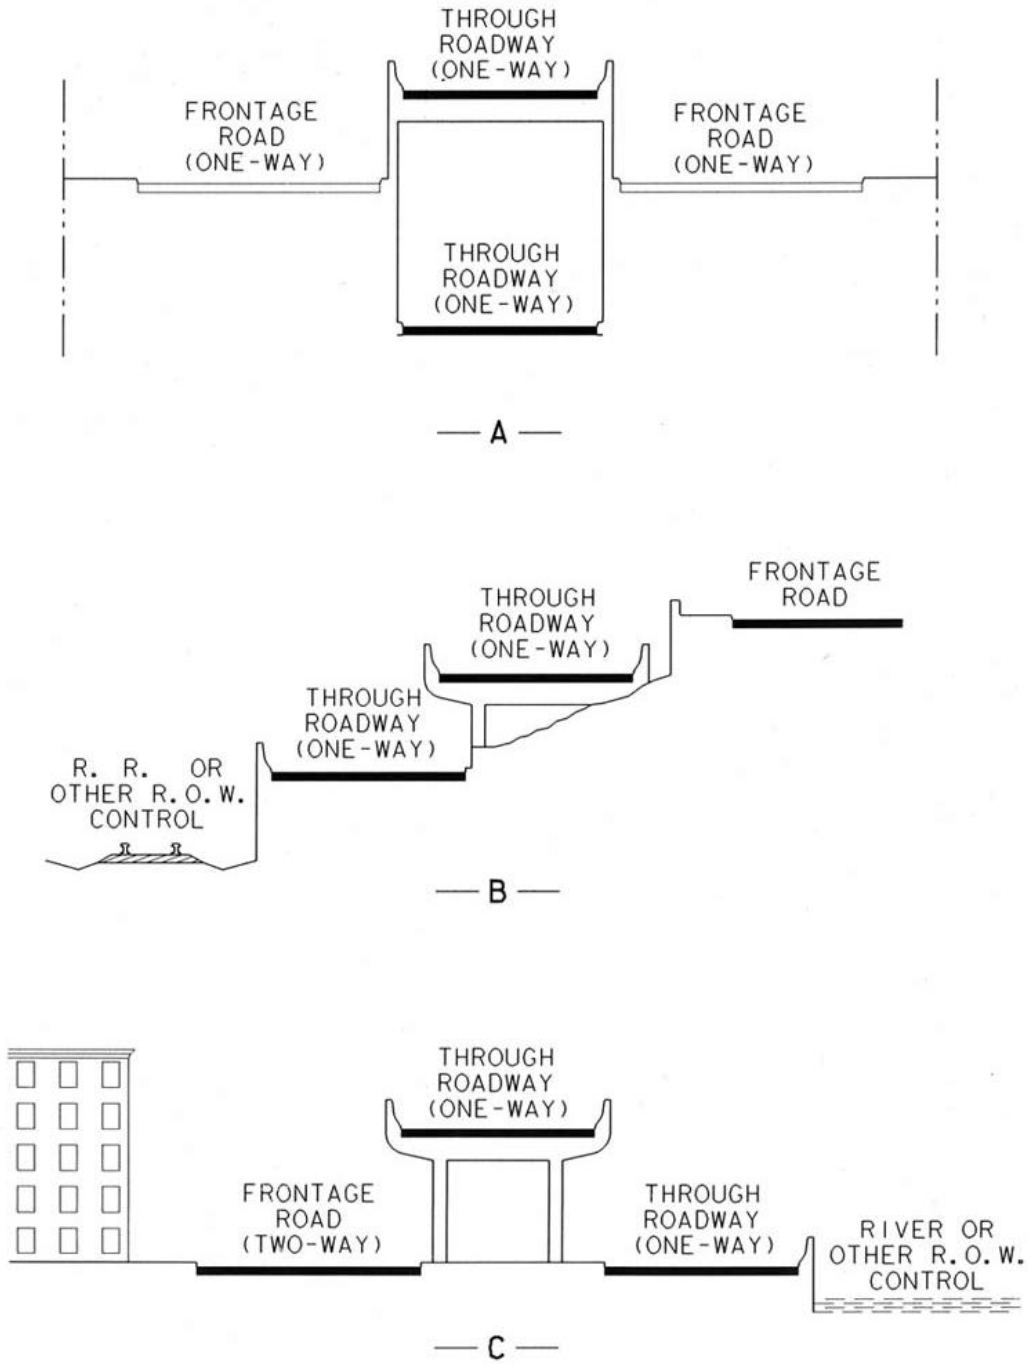 THROUGH
ROADWAY
(ONE-WAY)
FRONTAGE
ROAD
(ONE-WAY)
FRONTAGE
ROAD
(ONE-WAY)
THROUGH
ROADWAY
(ONE-WAY)
— A —
FRONTAGE
ROAD
THROUGH
ROADWAY
(ONE-WAY)
THROUGH
ROADWAY
(ONE-WAY)
R. R. OR
OTHER R.O.W.
CONTROL
— B —
THROUGH
ROADWAY
(ONE-WAY)
FRONTAGE
ROAD
(TWO-WAY)
THROUGH
ROADWAY
(ONE-WAY)
RIVER OR
OTHER R.O.W.
CONTROL
— C —